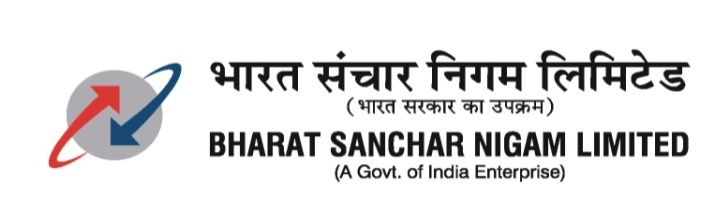 भारत संचार निगम लिमिटेड
(भारत सरकार का उपक्रम)
BHARAT SANCHAR NIGAM LIMITED
(A Govt. of India Enterprise)